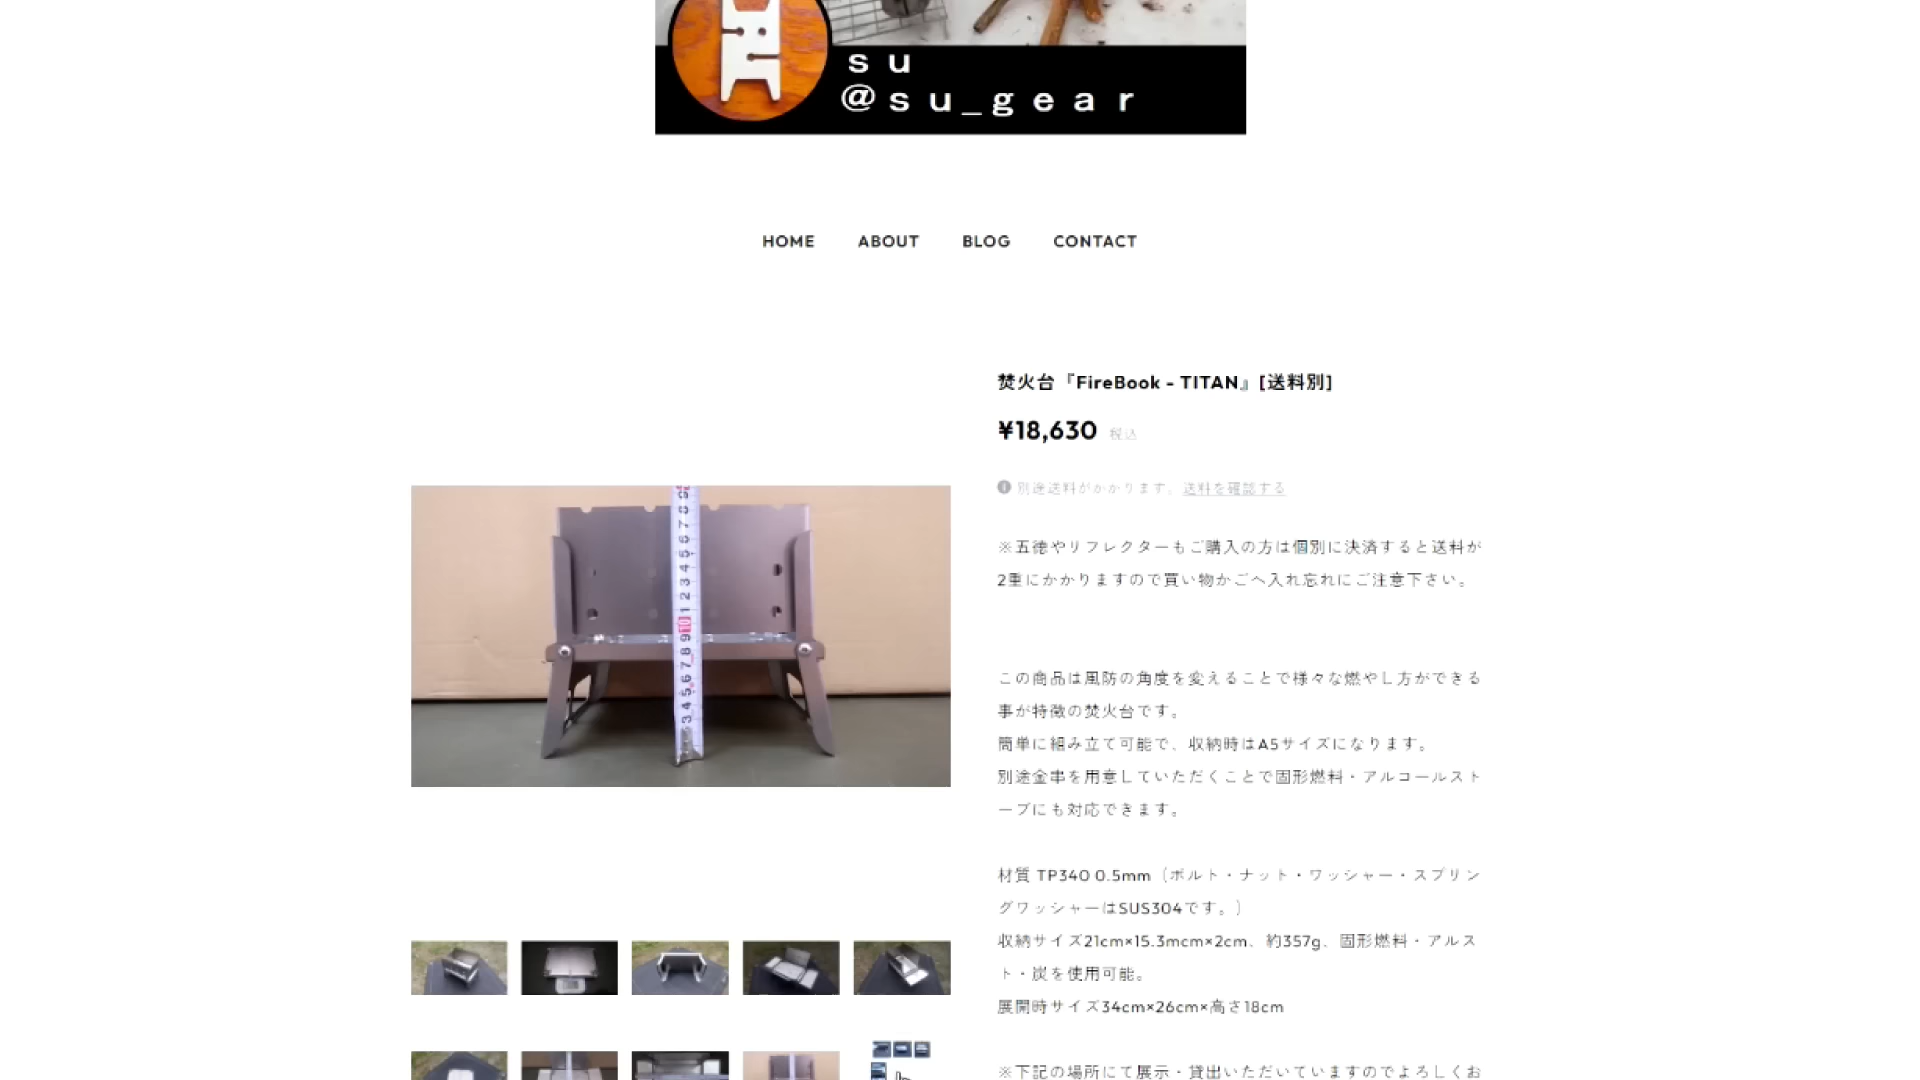 su
@su_gear
HOME ABOUT BLOG CONTACT
焚火台『FireBook - TITAN』[送料別]
¥18,630 税込
別途送料がかかります。送料を確認する
※五徳やリフレクターもご購入の方は個別に決済すると送料が
2重にかかりますので買い物かごへ入れ忘れにご注意下さい。
この商品は風防の角度を変えることで様々な燃やし方ができる
事が特徴の焚火台です。
簡単に組み立て可能で、収納時はA5サイズになります。
別途金串を用意していただくことで固形燃料・アルコールスト
ーブにも対応できます。
材質 TP340 0.5mm（ボルト・ナット・ワッシャー・スプリン
グワッシャーはSUS304です。）
収納サイズ21cm×15.3mcm×2cm、約357g、固形燃料・アルス
ト・炭を使用可能。
展開時サイズ34cm×26cm×高さ18cm
※下記の場所にて展示・貸出いただいていますのでよろしくお